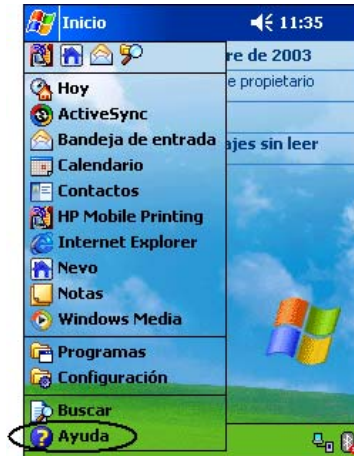 Inicio
11:35
re de 2003
e propietario
ajes sin leer
Hoy
ActiveSync
Bandeja de entrada
Calendario
Contactos
HP Mobile Printing
Internet Explorer
Nevo
Notas
Windows Media
Programas
Configuración
Buscar
Ayuda